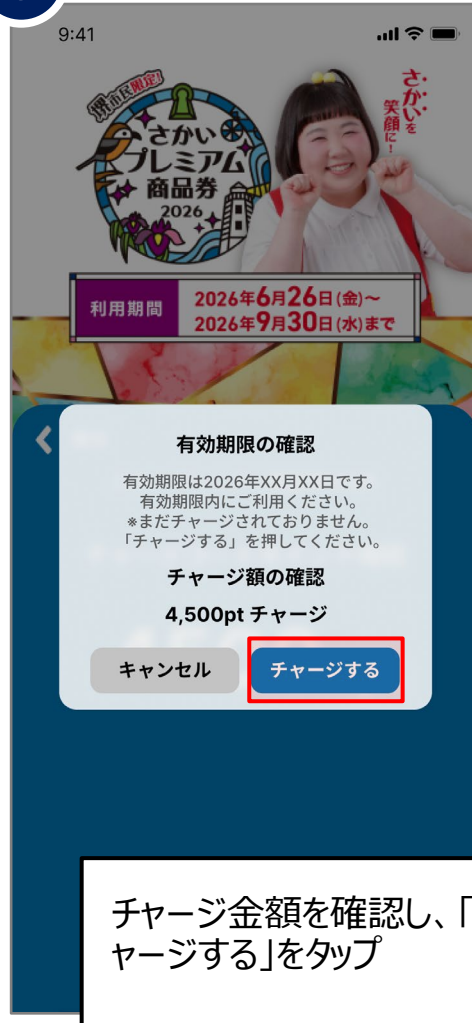 9:41
堺市民限定!
さかい
プレミアム
商品券
2026
さかいを
笑顔に!
利用期間
2026年6月26日(金)~
2026年9月30日(水)まで
有効期限の確認
有効期限は2026年XX月XX日です。
有効期限内にご利用ください。
※まだチャージされておりません。
「チャージする」を押してください。
チャージ額の確認
4,500pt チャージ
キャンセル
チャージする
チャージ金額を確認し、「
ャージする」をタップ